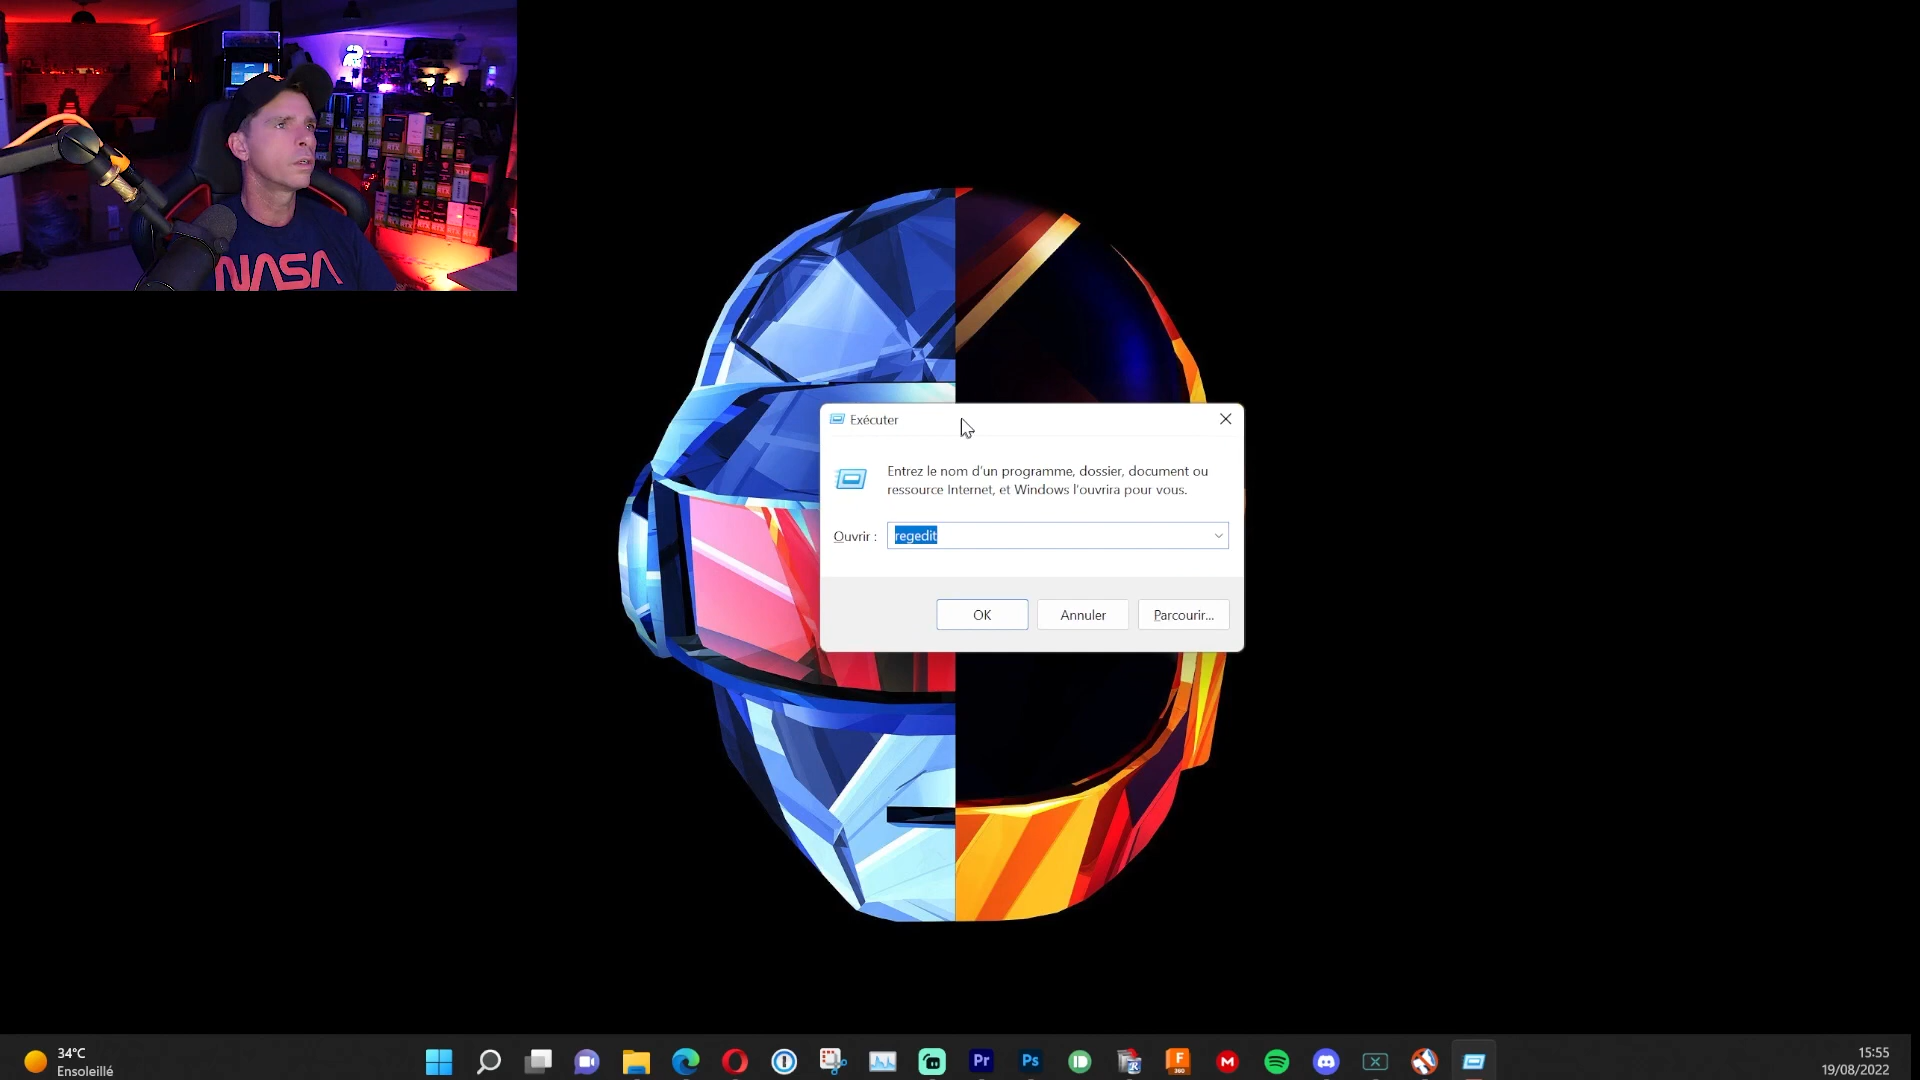 NASA
Exécuter
Entrez le nom d'un programme, dossier, document ou
ressource Internet, et Windows l'ouvrira pour vous.
Ouvrir :
regedit
OK
Annuler
Parcourir...
34°C
Ensoleillé
Pr
Ps
F
360
M
15:55
19/08/2022